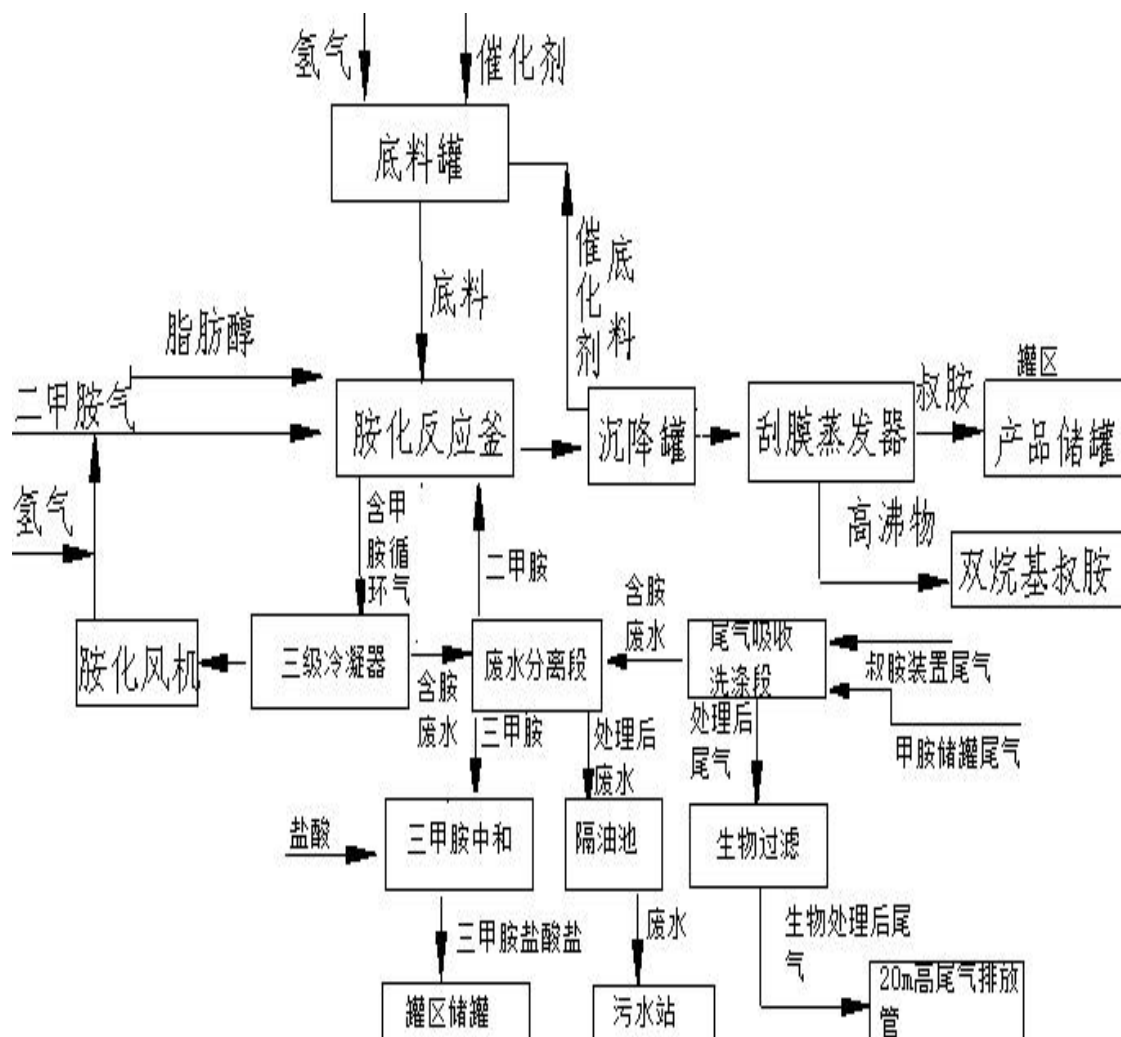 氢气
催化剂
底料罐
催化剂
底料
底料
脂肪醇
二甲胺气
胺化反应釜
沉降罐
刮膜蒸发器
叔胺
罐区
产品储罐
氢气
含甲
胺循
环气
二甲胺
高沸物
双烷基叔胺
胺化风机
三级冷凝器
含胺
废水
废水分离段
含胺
废水
尾气吸收
洗涤段
叔胺装置尾气
甲胺储罐尾气
三甲胺
处理后
废水
处理后
尾气
盐酸
三甲胺中和
隔油池
生物过滤
三甲胺盐酸盐
废水
生物处理后尾
气
罐区储罐
污水站
20m高尾气排放
管